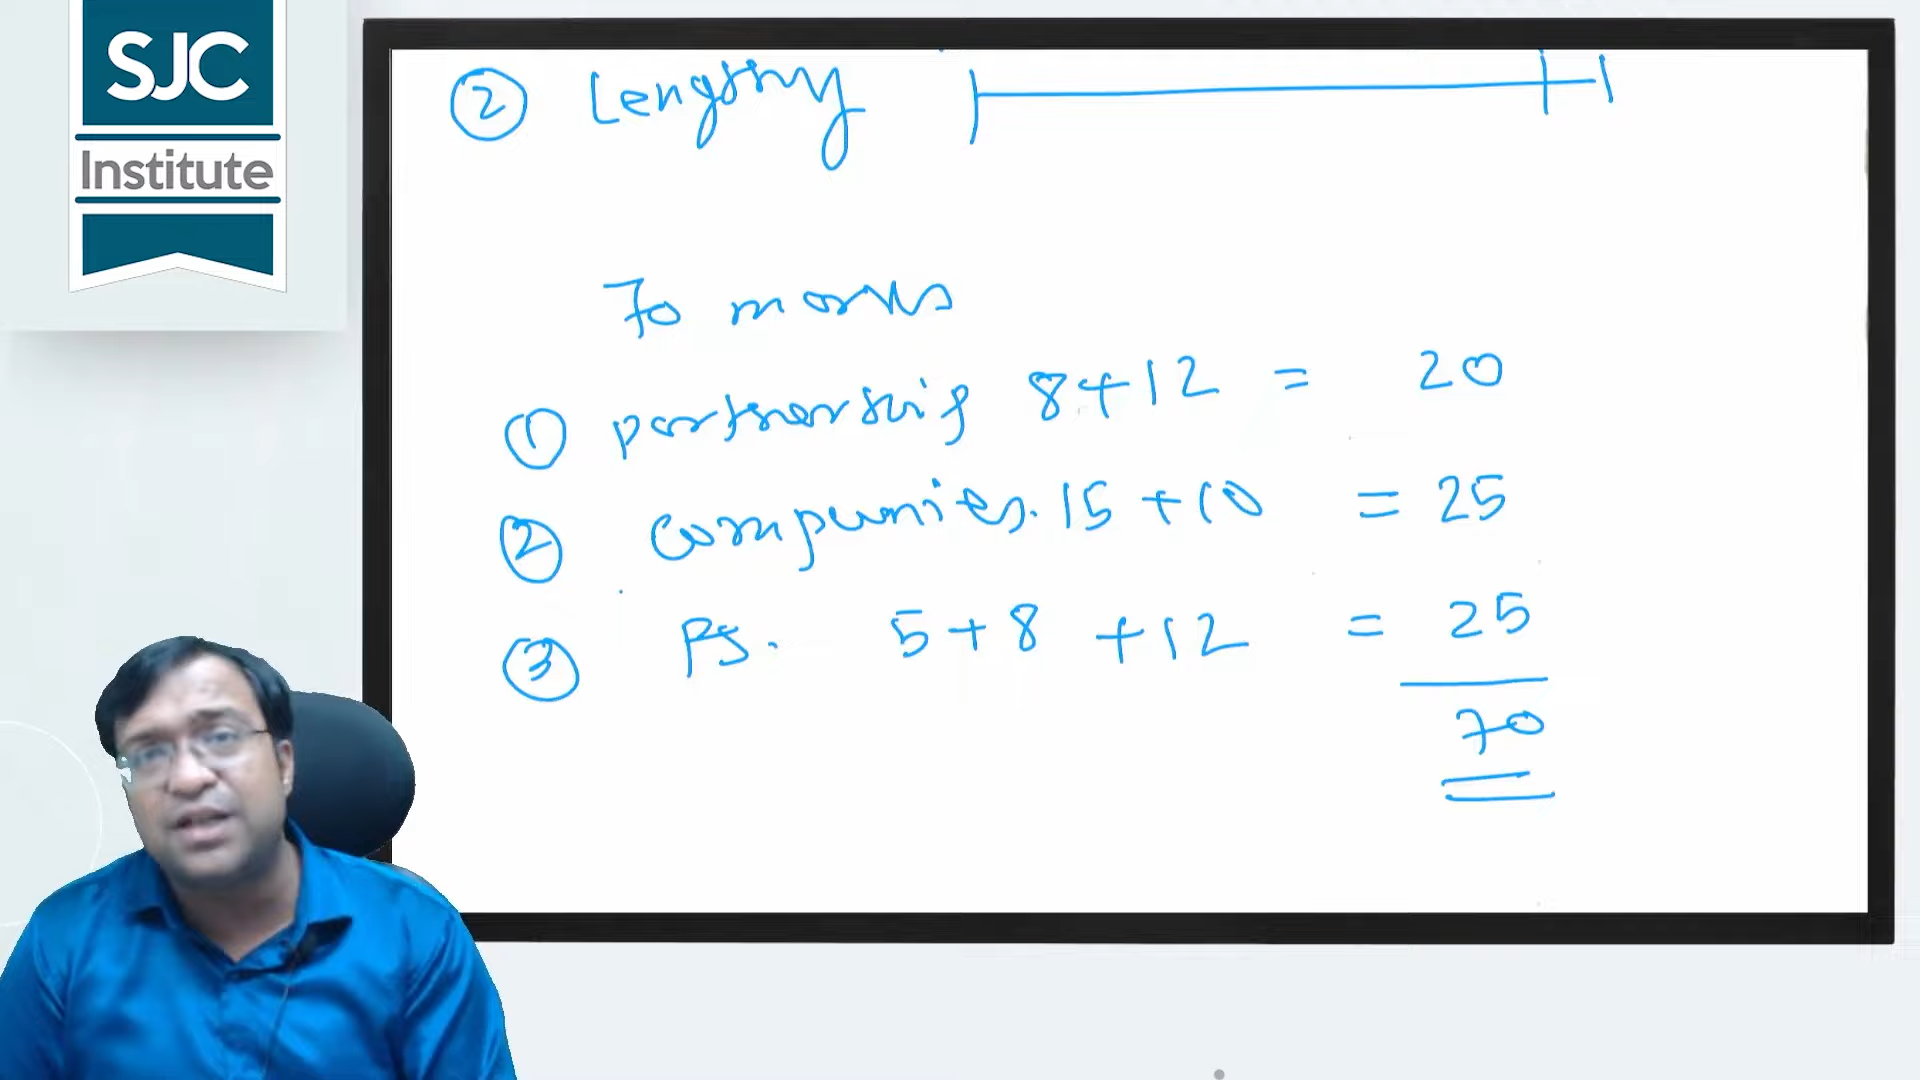 SJC
Institute
② Lengthy
70 marks
① partnership 8+12 = 20
② companies. 15+10 = 25
③ PS. 5+8 +12 = 25
70